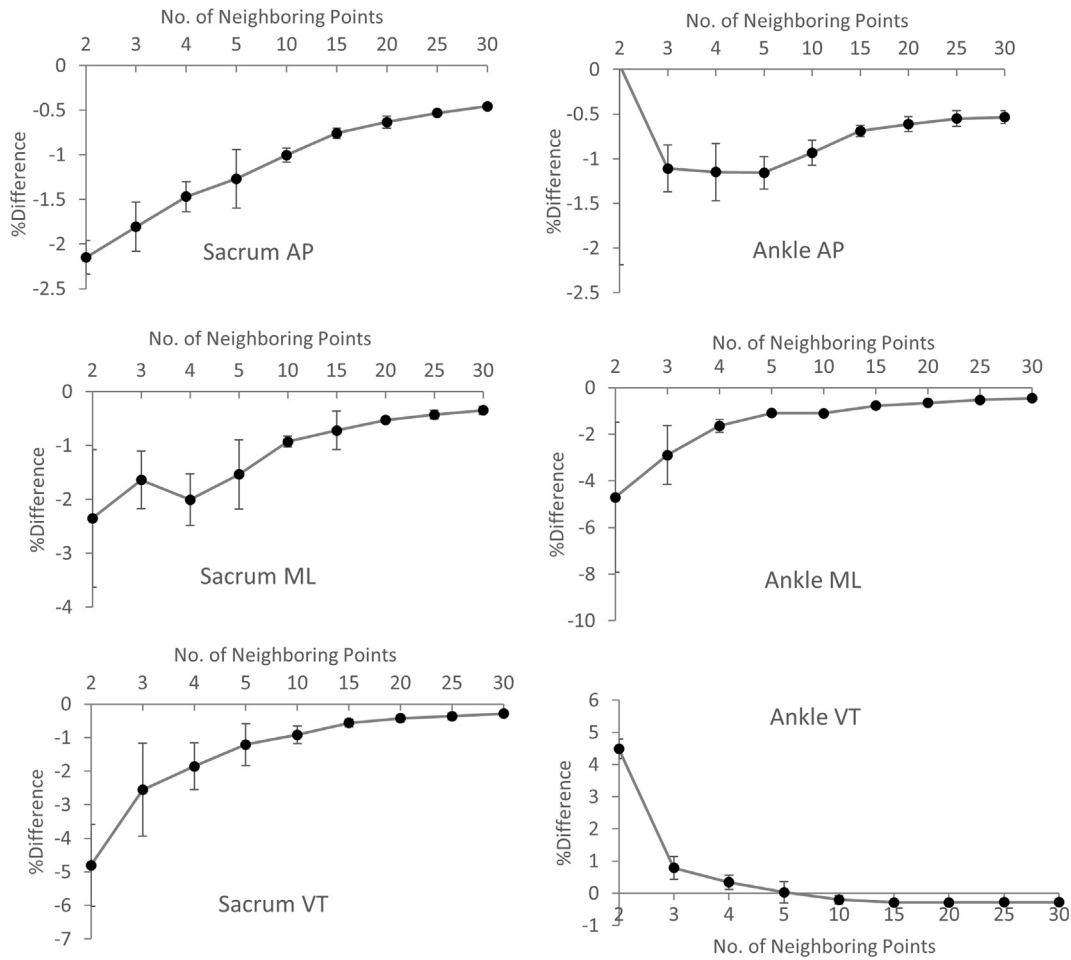 No. of Neighboring Points
2 3 4 5 10 15 20 25 30
0
-0.5
-1
-1.5
-2
-2.5
%Difference
Sacrum AP
No. of Neighboring Points
2 3 4 5 10 15 20 25 30
0
-0.5
-1
-1.5
-2
-2.5
%Difference
Ankle AP
No. of Neighboring Points
2 3 4 5 10 15 20 25 30
0
-1
-2
-3
-4
%Difference
Sacrum ML
No. of Neighboring Points
2 3 4 5 10 15 20 25 30
0
-2
-4
-6
-8
-10
%Difference
Ankle ML
No. of Neighboring Points
2 3 4 5 10 15 20 25 30
0
-1
-2
-3
-4
-5
-6
-7
%Difference
Sacrum VT
Ankle VT
6
5
4
3
2
1
0
-1
%Difference
2 3 4 5 10 15 20 25 30
No. of Neighboring Points